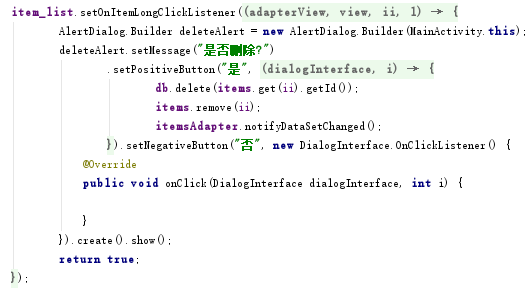 item_list.setOnItemLongClickListener((adapterView, view, ii, l) → {
AlertDialog.Builder deleteAlert = new AlertDialog.Builder(MainActivity.this);
deleteAlert.setMessage("是否删除?")
.setPositiveButton("是", (dialogInterface, i) → {
db.delete(items.get(ii).getId());
items.remove(ii);
itemsAdapter.notifyDataSetChanged();
}).setNegativeButton("否", new DialogInterface.OnClickListener() {
@Override
public void onClick(DialogInterface dialogInterface, int i) {
}
}).create().show();
return true;
});